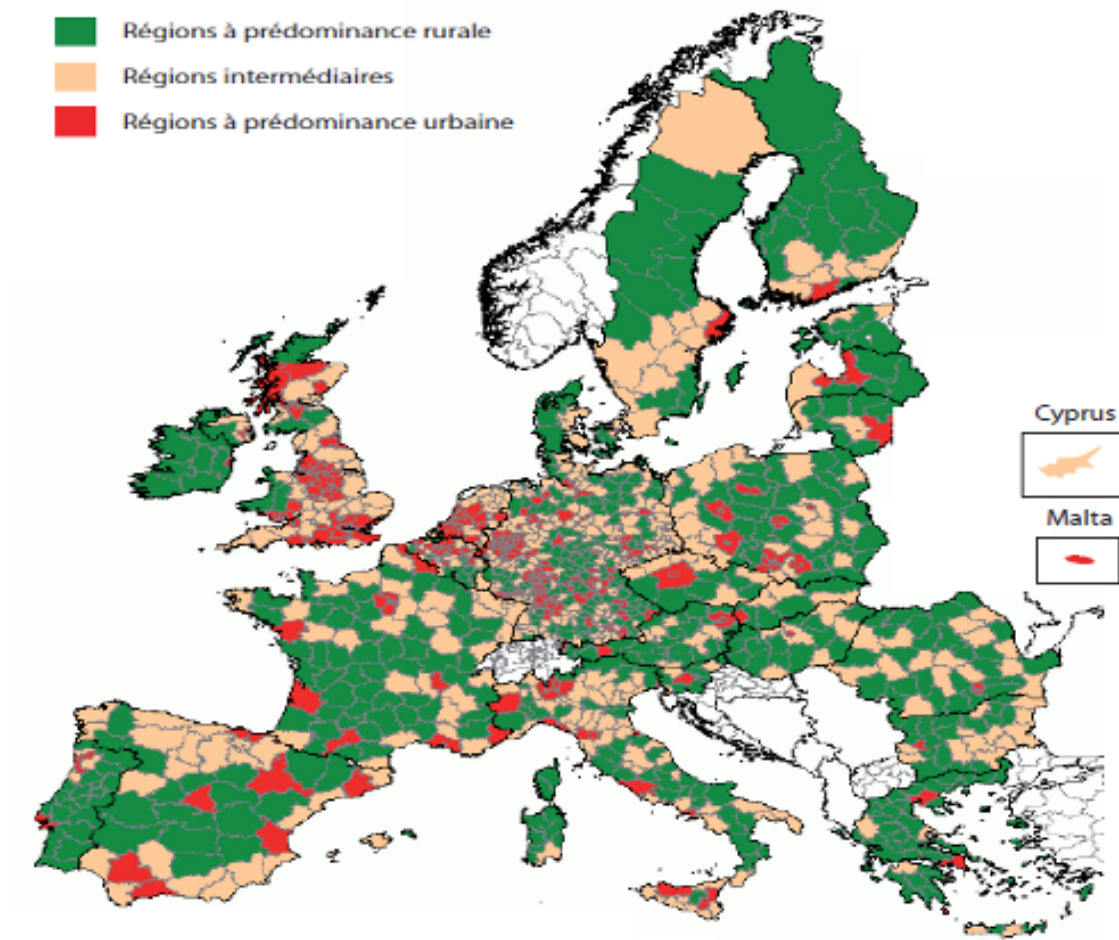 Régions à prédominance rurale
Régions intermédiaires
Régions à prédominance urbaine
Cyprus
Malta